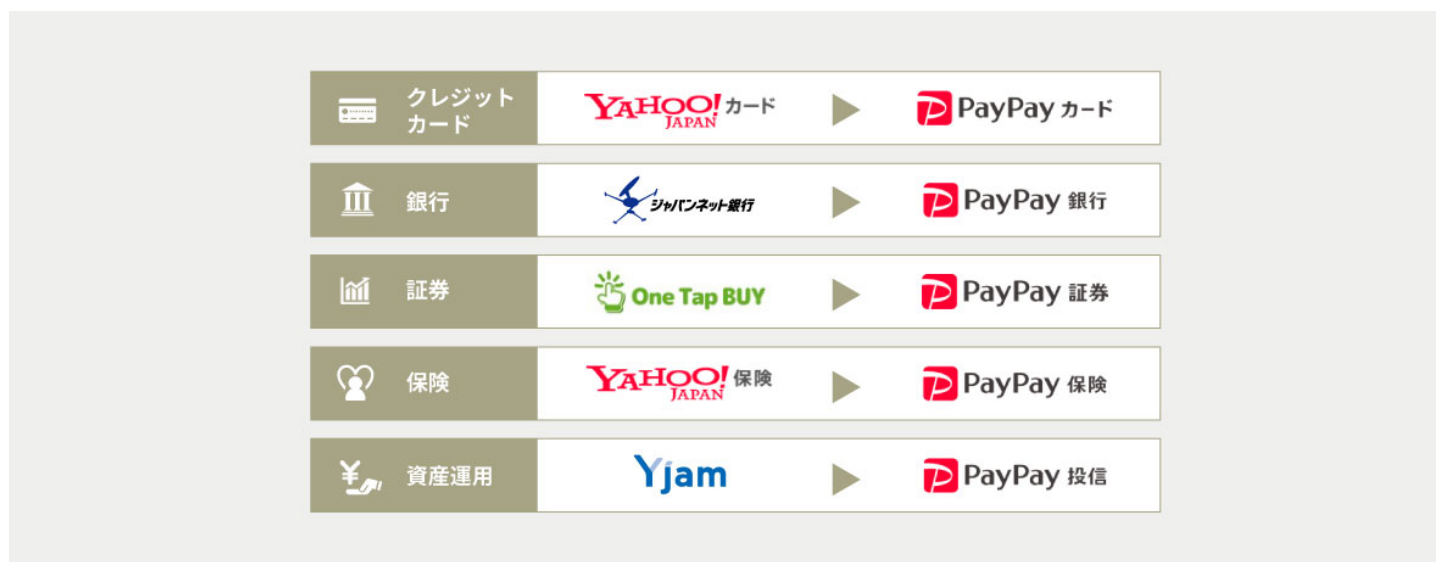 クレジット
カード
YAHOO! カード
JAPAN
PayPay カード
銀行
ジャパンネット銀行
PayPay 銀行
証券
One Tap BUY
PayPay 証券
保険
YAHOO! 保険
JAPAN
PayPay 保険
¥
資産運用
Yjam
PayPay 投信